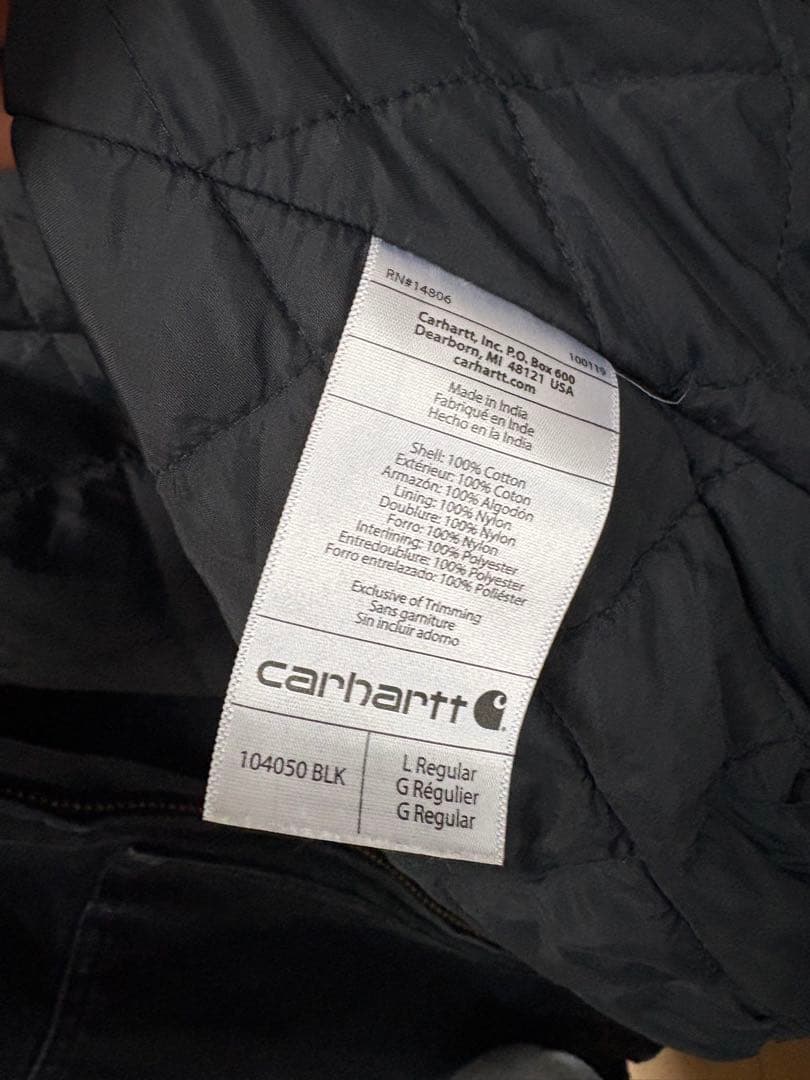 RN#14806
100119
Carhartt, Inc. P.O. Box 600
Dearborn, MI 48121 USA
carhartt.com
Made in India
Fabriqué en Inde
Hecho en la India
Shell: 100% Cotton
Extérieur: 100% Coton
Armazón: 100% Algodón
Lining: 100% Nylon
Doublure: 100% Nylon
Forro: 100% Nylon
Interlining: 100% Polyester
Entredoublure: 100% Polyester
Forro entrelazado: 100% Poliéster
Exclusive of Trimming
Sans garniture
Sin incluir adorno
carhartt
104050 BLK
L Regular
G Régulier
G Regular